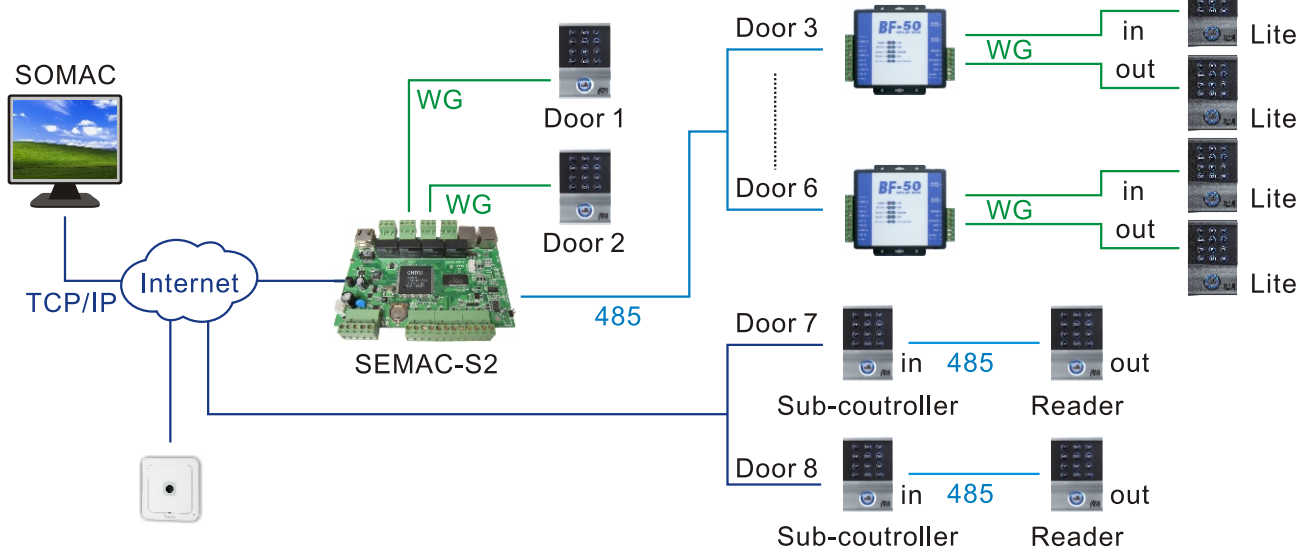 SOMAC
TCP/IP
Internet
WG
Door 1
WG
Door 2
SEMAC-S2
485
Door 3
BF-50
WG
in
out
Lite
Lite
Door 6
BF-50
WG
in
out
Lite
Lite
Door 7
in
485
out
Sub-coutroller
Reader
Door 8
in
485
out
Sub-coutroller
Reader